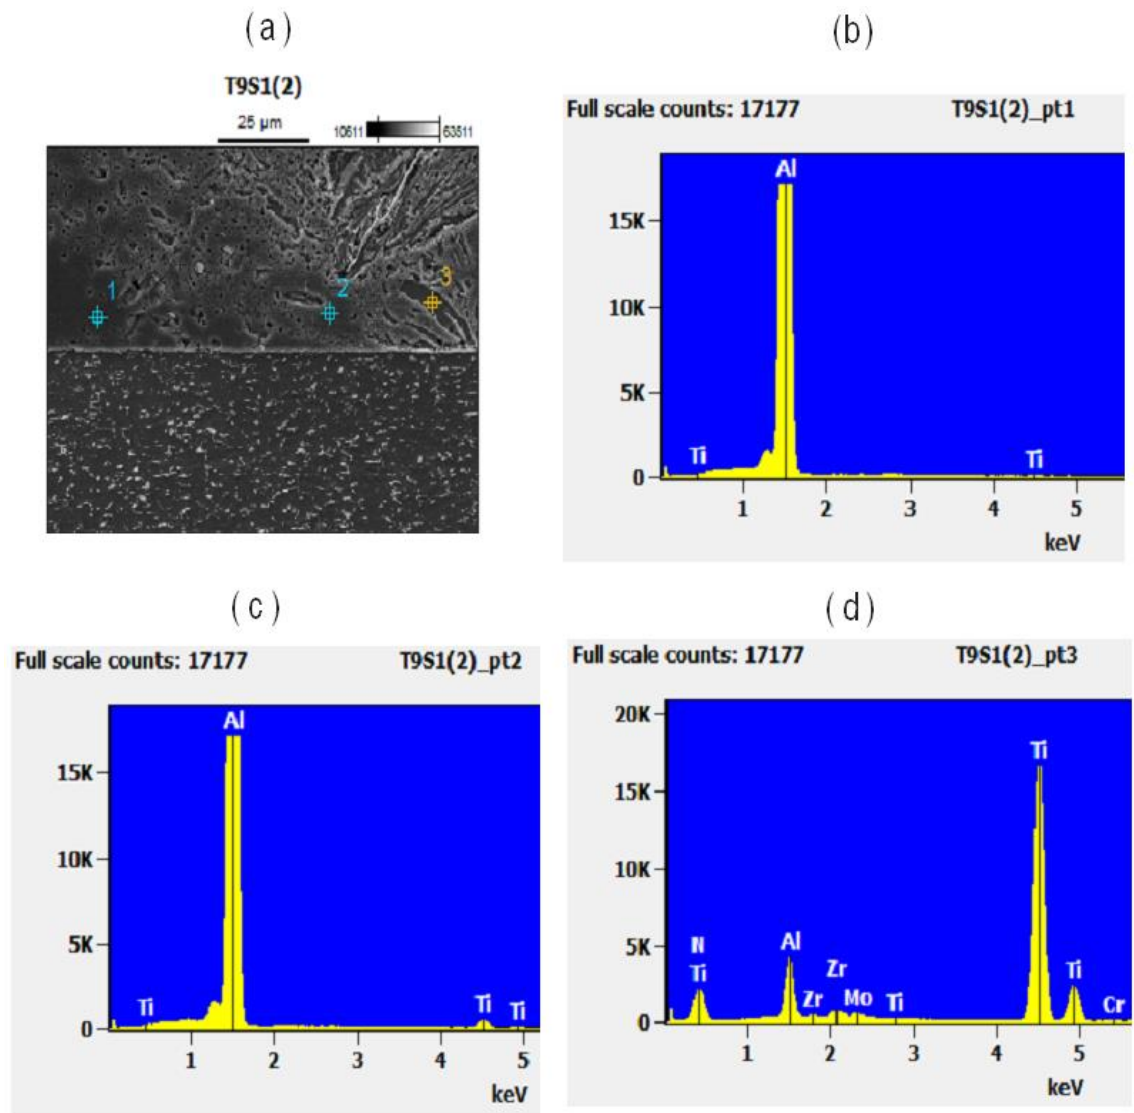 (a)
T9S1(2)
25 µm
10611 63511
1
2
3
(b)
Full scale counts: 17177 T9S1(2)_pt1
Al
15K
10K
5K
Ti Ti
0
1 2 3 4 5
keV
(c)
Full scale counts: 17177 T9S1(2)_pt2
Al
15K
10K
5K
Ti Ti Ti
0
1 2 3 4 5
keV
(d)
Full scale counts: 17177 T9S1(2)_pt3
20K
Ti
15K
10K
5K
N Al
Ti Zr Ti
Zr Mo Ti Cr
0
1 2 3 4 5
keV